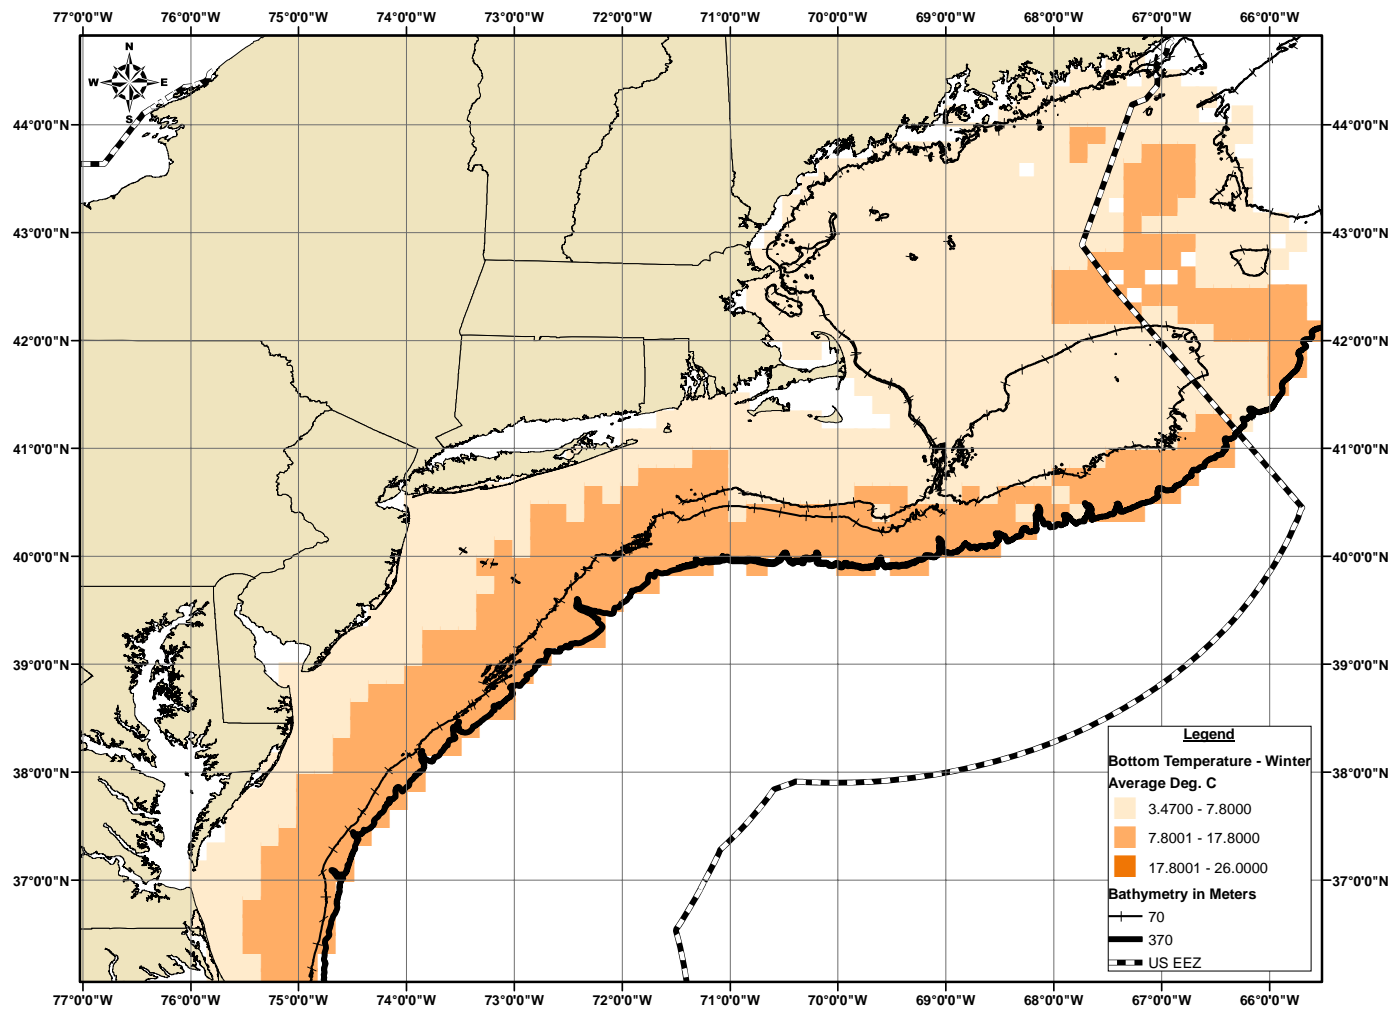 77°0'0"W 76°0'0"W 75°0'0"W 74°0'0"W 73°0'0"W 72°0'0"W 71°0'0"W 70°0'0"W 69°0'0"W 68°0'0"W 67°0'0"W 66°0'0"W
N
W E
S
44°0'0"N 44°0'0"N
43°0'0"N 43°0'0"N
42°0'0"N 42°0'0"N
41°0'0"N 41°0'0"N
40°0'0"N 40°0'0"N
39°0'0"N 39°0'0"N
38°0'0"N 38°0'0"N
37°0'0"N 37°0'0"N
Legend
Bottom Temperature - Winter
Average Deg. C
3.4700 - 7.8000
7.8001 - 17.8000
17.8001 - 26.0000
Bathymetry in Meters
70
370
US EEZ
77°0'0"W 76°0'0"W 75°0'0"W 74°0'0"W 73°0'0"W 72°0'0"W 71°0'0"W 70°0'0"W 69°0'0"W 68°0'0"W 67°0'0"W 66°0'0"W